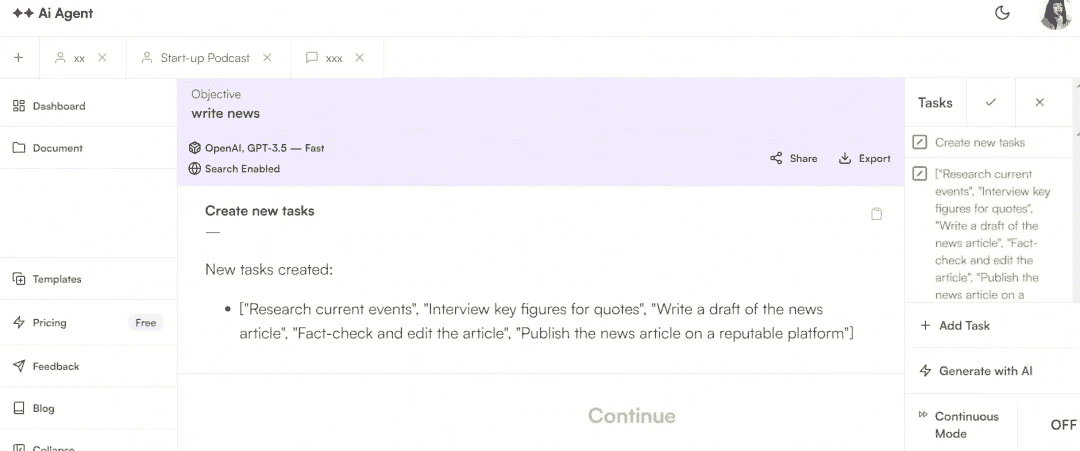 Ai Agent
xx
Start-up Podcast
xxx
Dashboard
Document
Templates
Pricing
Free
Feedback
Blog
Collapse
Objective
write news
OpenAI, GPT-3.5 — Fast
Search Enabled
Share
Export
Create new tasks
—
New tasks created:
• ["Research current events", "Interview key figures for quotes", "Write a draft of the news
article", "Fact-check and edit the article", "Publish the news article on a reputable platform"]
Continue
Tasks
Create new tasks
["Research current
events", "Interview key
figures for quotes",
"Write a draft of the
news article", "Fact-
check and edit the
article", "Publish the
news article on a
Add Task
Generate with AI
Continuous
Mode
OFF